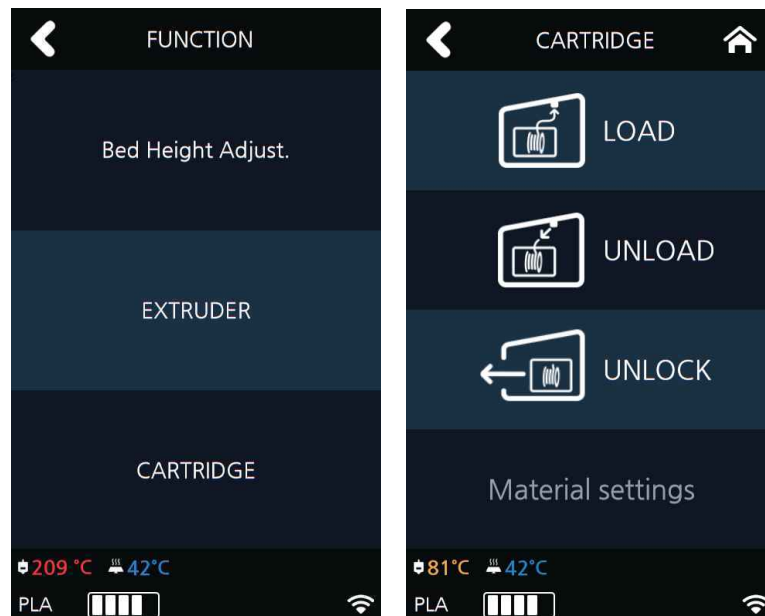 FUNCTION
Bed Height Adjust.
EXTRUDER
CARTRIDGE
209 °C 42°C
PLA
CARTRIDGE
LOAD
UNLOAD
UNLOCK
Material settings
81°C 42°C
PLA